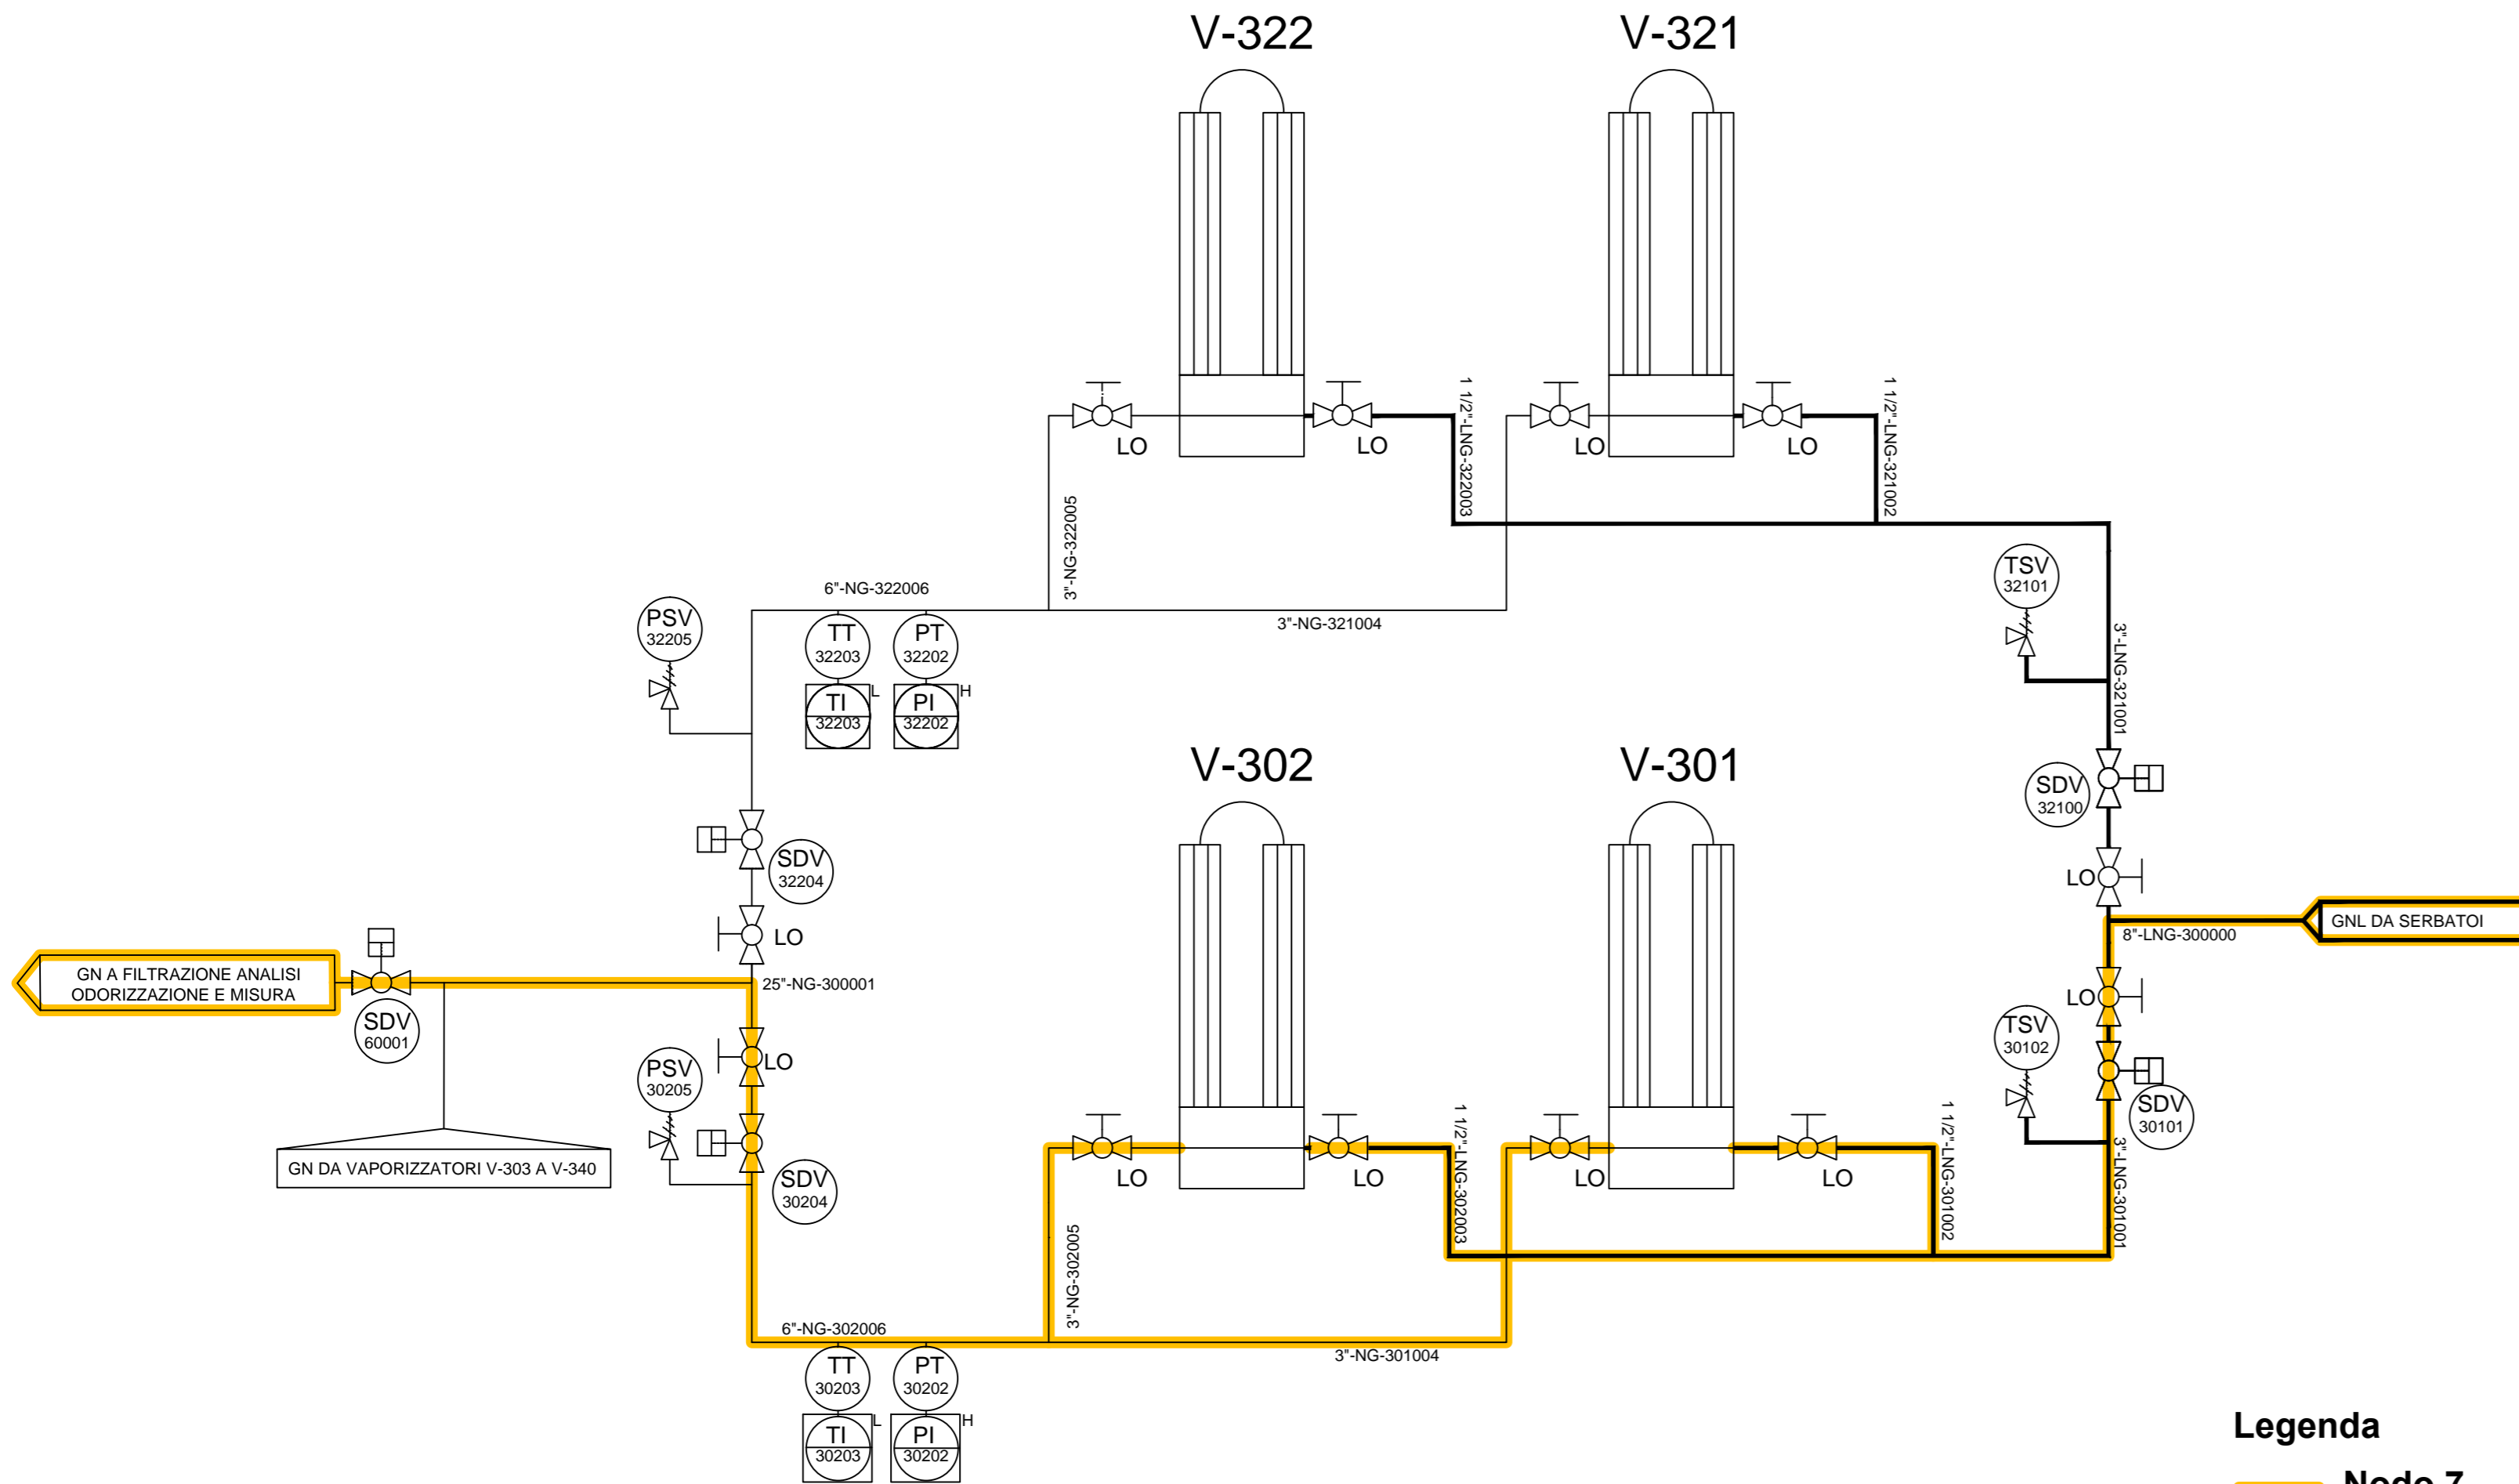 V-322
V-321
LO
LO
LO
LO
1 1/2"-LNG-322003
1 1/2"-LNG-321002
3"-NG-322005
6"-NG-322006
3"-NG-321004
PSV
32205
TT
32203
PT
32202
TI
32203
L
PI
32202
H
TSV
32101
3"-LNG-321001
V-302
V-301
SDV
32100
SDV
32204
LO
LO
GNL DA SERBATOI
8"-LNG-300000
GN A FILTRAZIONE ANALISI
ODORIZZAZIONE E MISURA
25"-NG-300001
SDV
60001
LO
LO
TSV
30102
PSV
30205
SDV
30101
GN DA VAPORIZZATORI V-303 A V-340
SDV
30204
LO
LO
LO
LO
1 1/2"-LNG-302003
1 1/2"-LNG-301002
3"-LNG-301001
3"-NG-302005
6"-NG-302006
3"-NG-301004
TT
30203
PT
30202
TI
30203
L
PI
30202
H
Legenda
Nodo 7